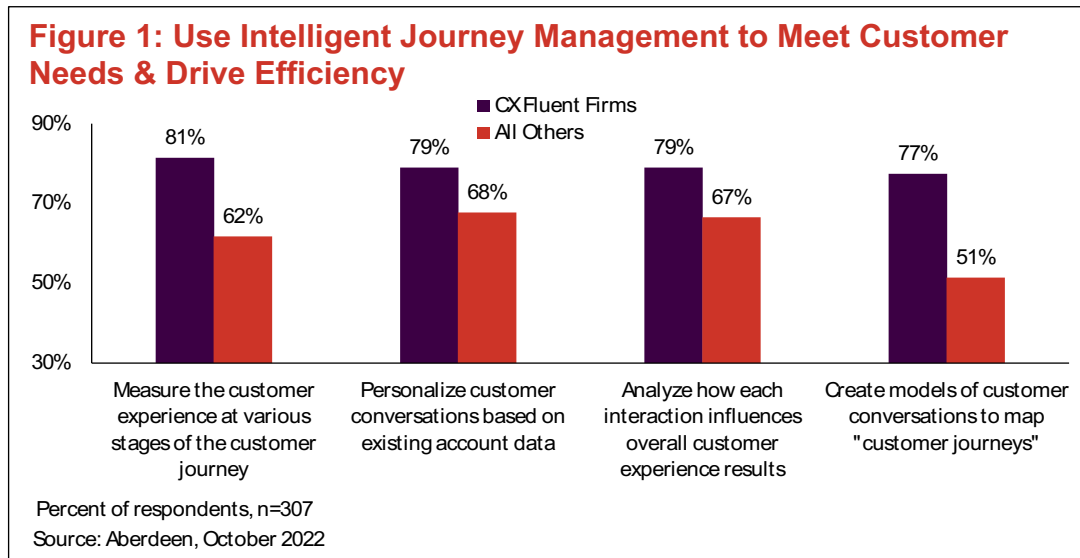 Figure 1: Use Intelligent Journey Management to Meet Customer
Needs & Drive Efficiency
CX Fluent Firms
All Others
90%
70%
50%
30%
81%
62%
79%
68%
79%
67%
77%
51%
Measure the customer
experience at various
stages of the customer
journey
Personalize customer
conversations based on
existing account data
Analyze how each
interaction influences
overall customer
experience results
Create models of customer
conversations to map
"customer journeys"
Percent of respondents, n=307
Source: Aberdeen, October 2022